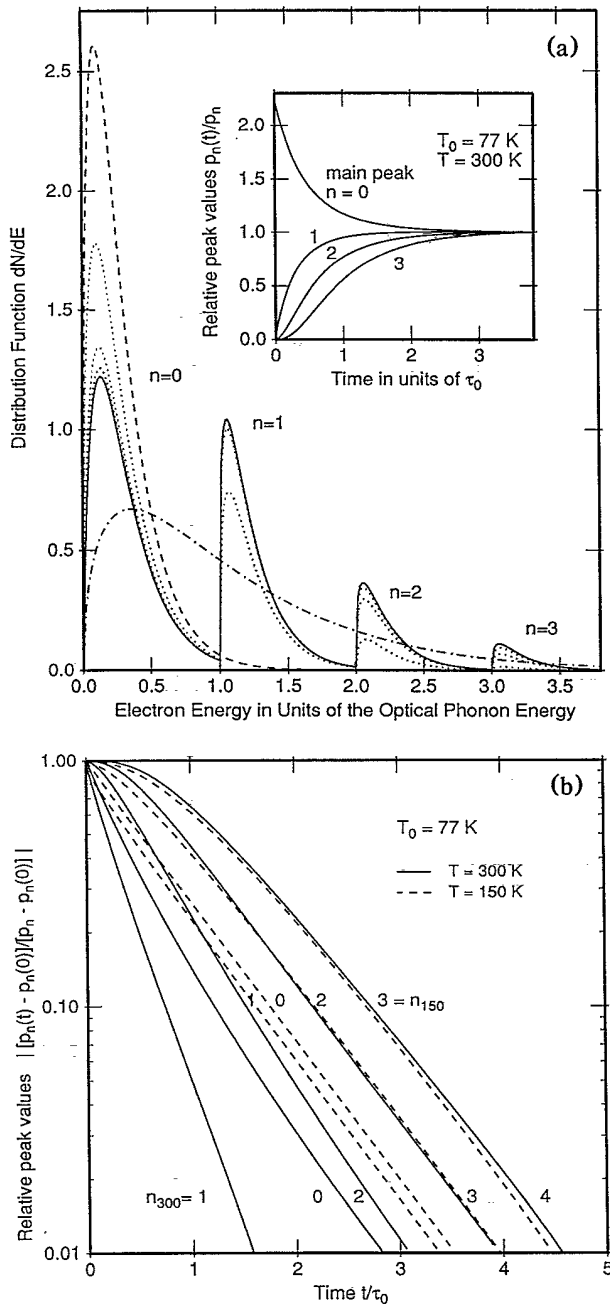 (a)
Distribution Function dN/dE
2.5
2.0
1.5
1.0
0.5
0.0
n=0
n=1
n=2
n=3
0.0 0.5 1.0 1.5 2.0 2.5 3.0 3.5
Electron Energy in Units of the Optical Phonon Energy
Relative peak values pn(t)/pn
2.0
1.5
1.0
0.5
0.0
T0 = 77 K
T = 300 K
main peak
n = 0
1
2
3
0 1 2 3
Time in units of τ0
(b)
Relative peak values | [pn(t) - pn(0)]/[pn - pn(0)] |
1.00
0.10
0.01
T0 = 77 K
T = 300 K
T = 150 K
1 0 2 3 = n150
n300= 1 0 2 3 4
0 1 2 3 4 5
Time t/τ0